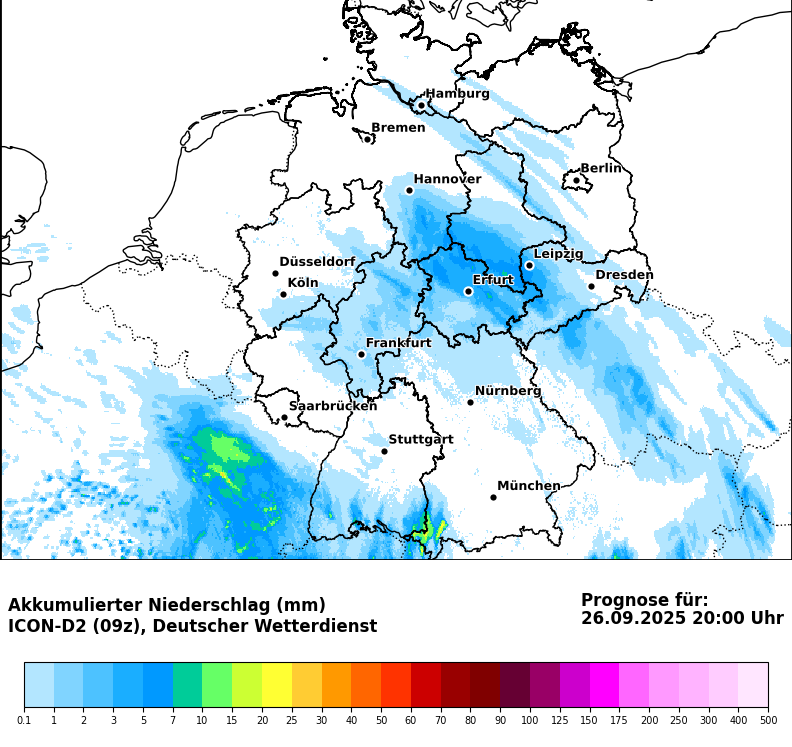 Hamburg
Bremen
Berlin
Hannover
Leipzig
Düsseldorf
Dresden
Köln
Erfurt
Frankfurt
Nürnberg
Saarbrücken
Stuttgart
München
Akkumulierter Niederschlag (mm)
ICON-D2 (09z), Deutscher Wetterdienst
Prognose für:
26.09.2025 20:00 Uhr
0.1 1 2 3 5 7 10 15 20 25 30 40 50 60 70 80 90 100 125 150 175 200 250 300 400 500